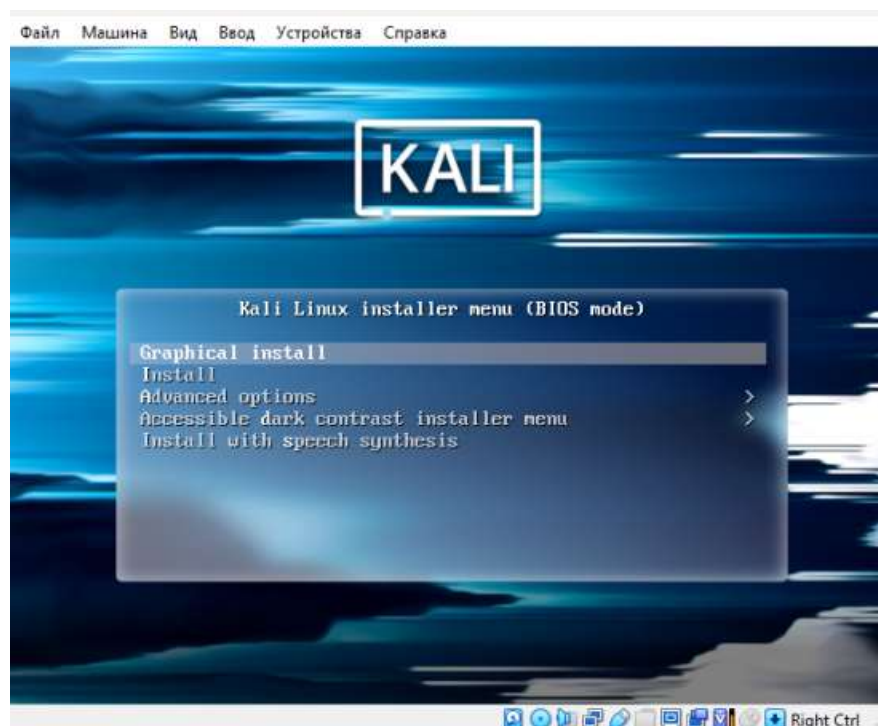 Файл Машина Вид Ввод Устройства Справка
KALI
Kali Linux installer menu (BIOS mode)
Graphical install
Install
Advanced options >
Accessible dark contrast installer menu >
Install with speech synthesis
Right Ctrl